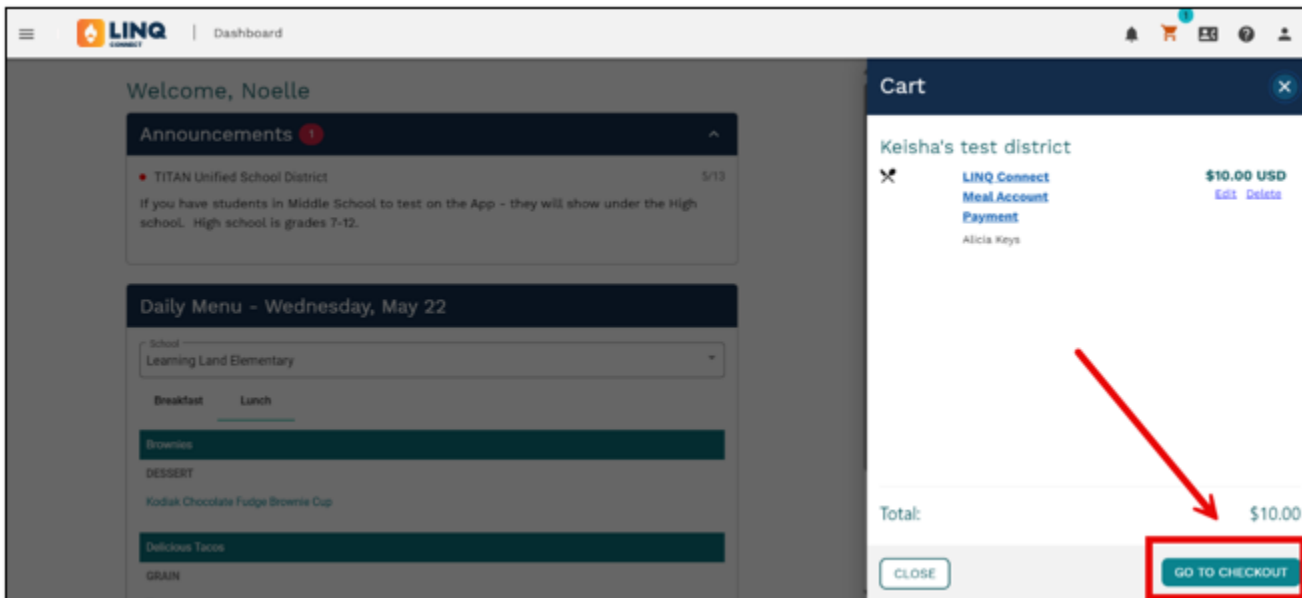 LINQ
CONNECT
Dashboard
1
Welcome, Noelle
Announcements 1
TITAN Unified School District
5/13
If you have students in Middle School to test on the App - they will show under the High
school. High school is grades 7-12.
Daily Menu - Wednesday, May 22
School
Learning Land Elementary
Breakfast Lunch
Brownies
DESSERT
Kodiak Chocolate Fudge Brownie Cup
Delicious Tacos
GRAIN
Cart
Keisha's test district
LINQ Connect
Meal Account
Payment
Alicia Keys
$10.00 USD
Edit Delete
Total:
$10.00
CLOSE
GO TO CHECKOUT